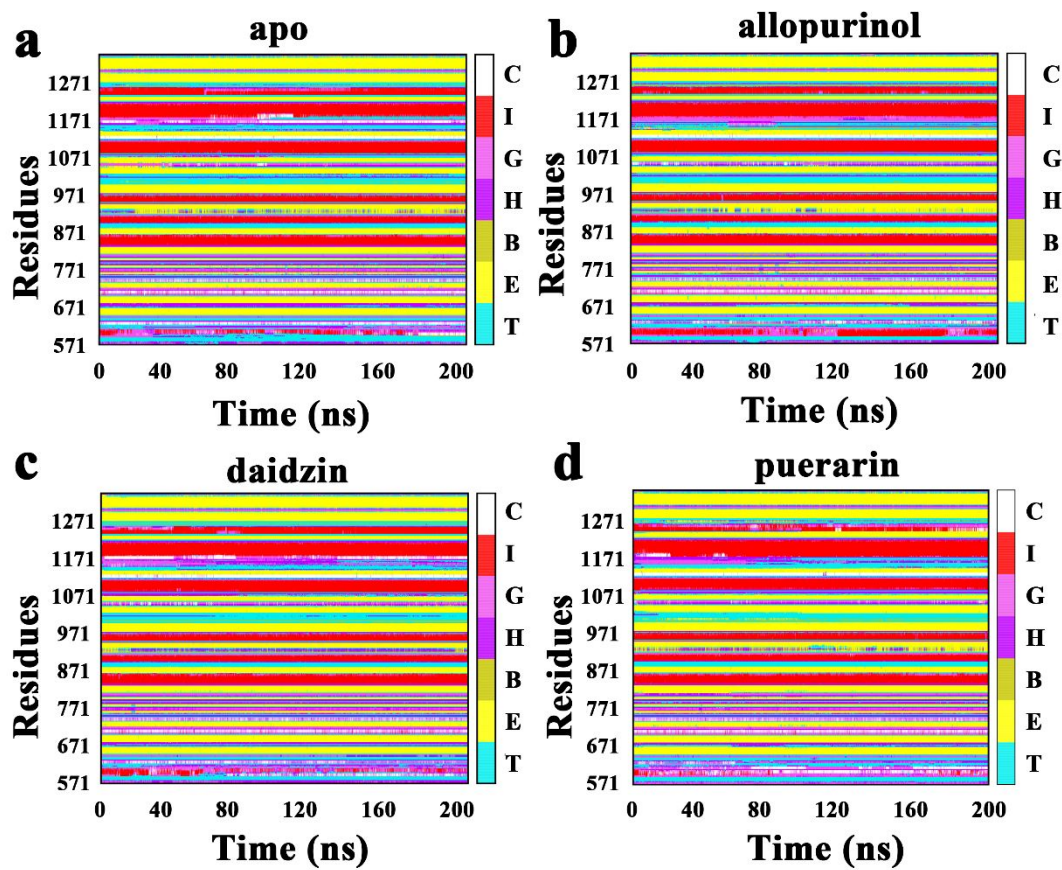 a
apo
Residues
1271
1171
1071
971
871
771
671
571
0 40 80 120 160 200
Time (ns)
C
I
G
H
B
E
T
b
allopurinol
Residues
1271
1171
1071
971
871
771
671
571
0 40 80 120 160 200
Time (ns)
C
I
G
H
B
E
T
c
daidzin
Residues
1271
1171
1071
971
871
771
671
571
0 40 80 120 160 200
Time (ns)
C
I
G
H
B
E
T
d
puerarin
Residues
1271
1171
1071
971
871
771
671
571
0 40 80 120 160 200
Time (ns)
C
I
G
H
B
E
T